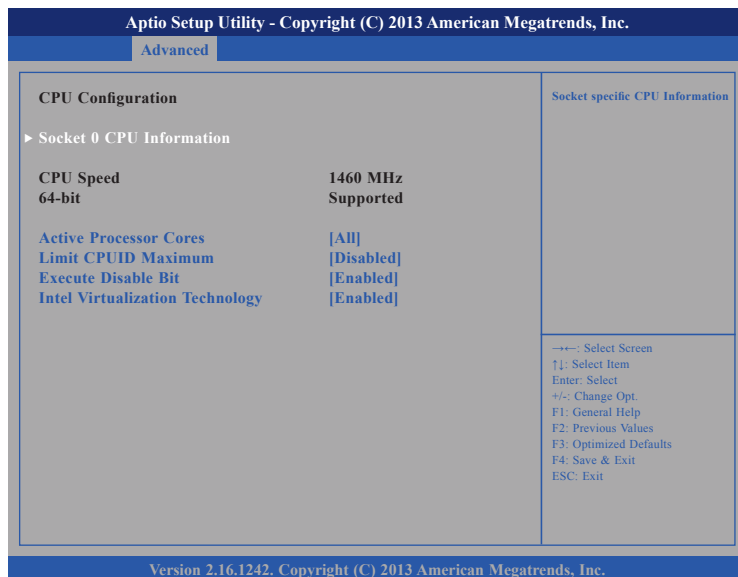 Aptio Setup Utility - Copyright (C) 2013 American Megatrends, Inc.
Advanced
CPU Configuration
▶ Socket 0 CPU Information
CPU Speed 1460 MHz
64-bit Supported
Active Processor Cores [All]
Limit CPUID Maximum [Disabled]
Execute Disable Bit [Enabled]
Intel Virtualization Technology [Enabled]
Socket specific CPU Information
→←: Select Screen
↑↓: Select Item
Enter: Select
+/-: Change Opt.
F1: General Help
F2: Previous Values
F3: Optimized Defaults
F4: Save & Exit
ESC: Exit
Version 2.16.1242. Copyright (C) 2013 American Megatrends, Inc.